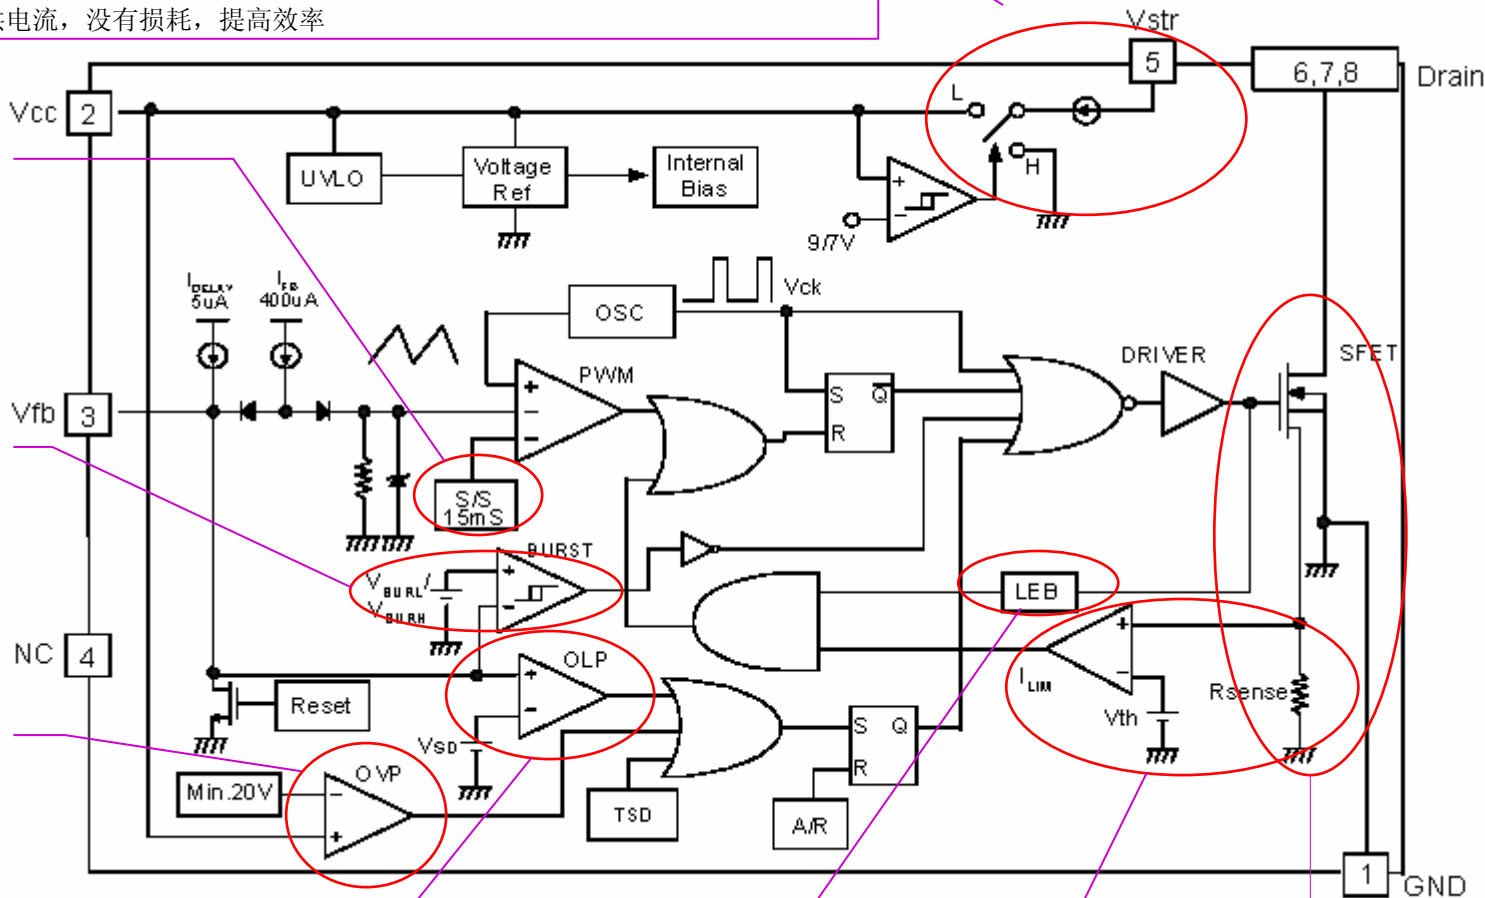 电流，没有损耗，提高效率
Vstr
5
6,7,8
Drain
Vcc
2
L
H
UVLO
Voltage
Ref
Internal
Bias
+
−
9/7V
IDELAY
5uA
IFB
400uA
OSC
Vck
PWM
+
−
−
S
Q
R
DRIVER
SFET
Vfb
3
S/S
15mS
BURST
VBURL/
VBURH
+
−
LEB
NC
4
OLP
+
−
ILIM
+
−
Rsense
Vth
Reset
VSD
S
Q
R
OVP
Min.20V
−
+
TSD
A/R
1
GND